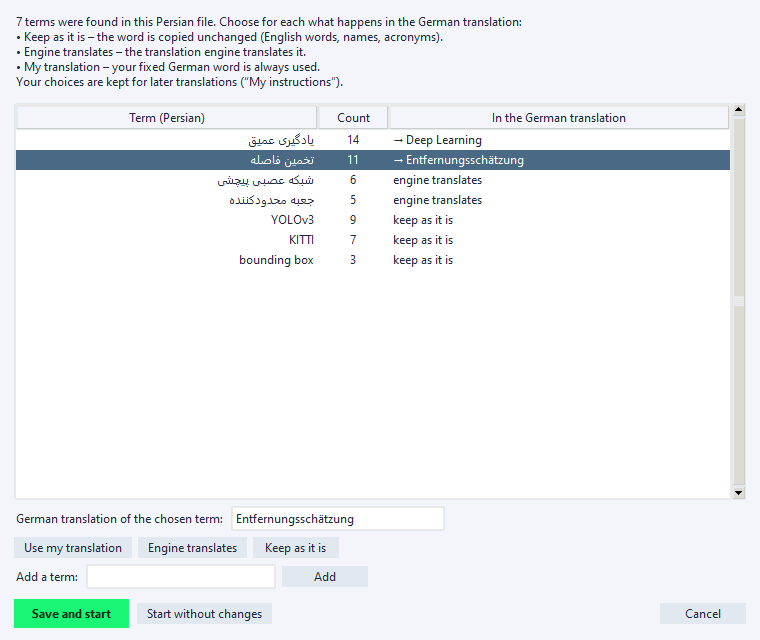 7 terms were found in this Persian file. Choose for each what happens in the German translation:
• Keep as it is – the word is copied unchanged (English words, names, acronyms).
• Engine translates – the translation engine translates it.
• My translation – your fixed German word is always used.
Your choices are kept for later translations (“My instructions”).
Term (Persian) Count In the German translation
یادگیری عمیق 14 → Deep Learning
تخمین فاصله 11 → Entfernungsschätzung
شبکه عصبی پیچشی 6 engine translates
جعبه محدودکننده 5 engine translates
YOLOv3 9 keep as it is
KITTI 7 keep as it is
bounding box 3 keep as it is
German translation of the chosen term: Entfernungsschätzung
Use my translation Engine translates Keep as it is
Add a term: Add
Save and start Start without changes Cancel